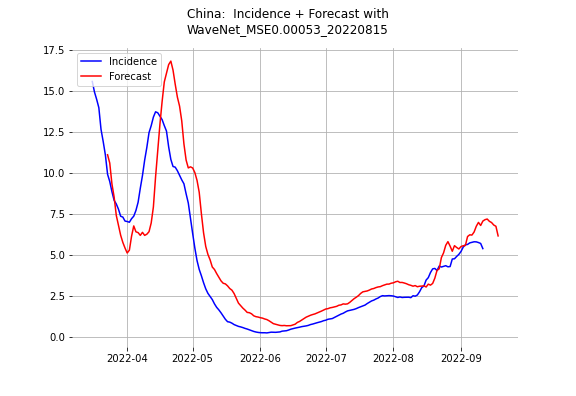 China:  Incidence + Forecast with
WaveNet_MSE0.00053_20220815
17.5
15.0
12.5
10.0
7.5
5.0
2.5
0.0
Incidence
Forecast
2022-04 2022-05 2022-06 2022-07 2022-08 2022-09